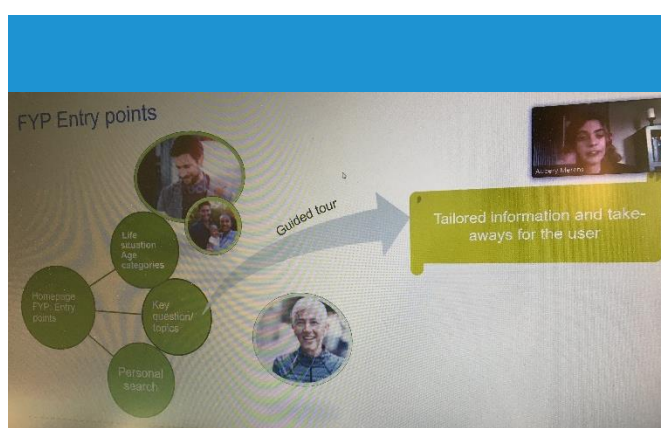 FYP Entry points
Guided tour
Tailored information and take-
aways for the user
Life
situation
Age
categories
Homepage
FYP: Entry
points
Key
question/
topics
Personal
search